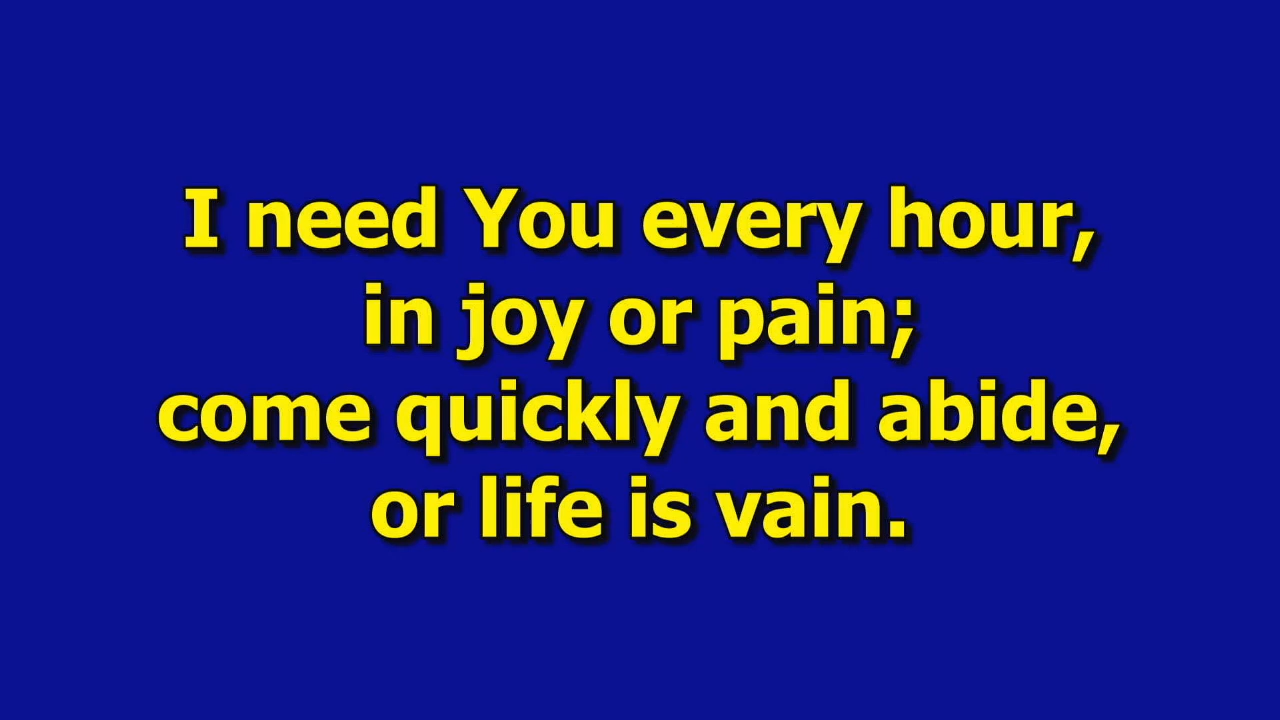 I need You every hour,
in joy or pain;
come quickly and abide,
or life is vain.